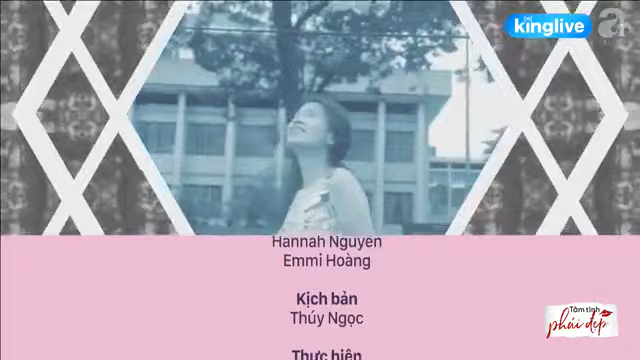 kinglive
a
Hannah Nguyen
Emmi Hoàng
Kịch bản
Thúy Ngọc
Thực hiện
Tâm tình
phái đẹp